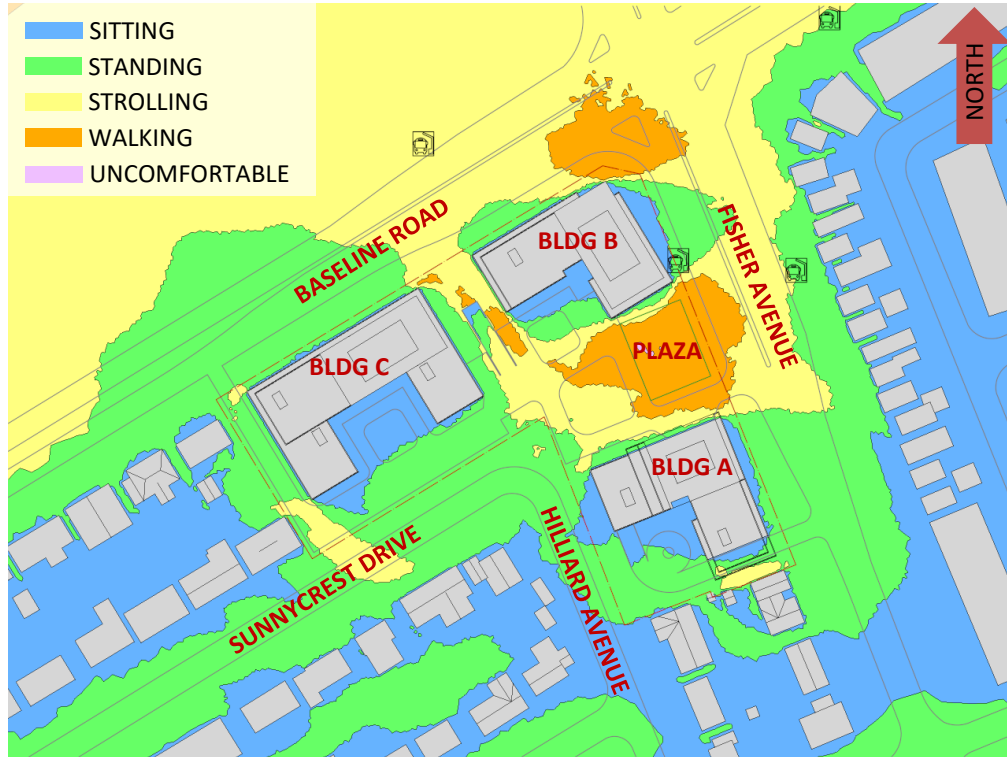 SITTING
STANDING
STROLLING
WALKING
UNCOMFORTABLE
NORTH
BASELINE ROAD
FISHER AVENUE
BLDG B
PLAZA
BLDG C
BLDG A
HILLIARD AVENUE
SUNNYCREST DRIVE